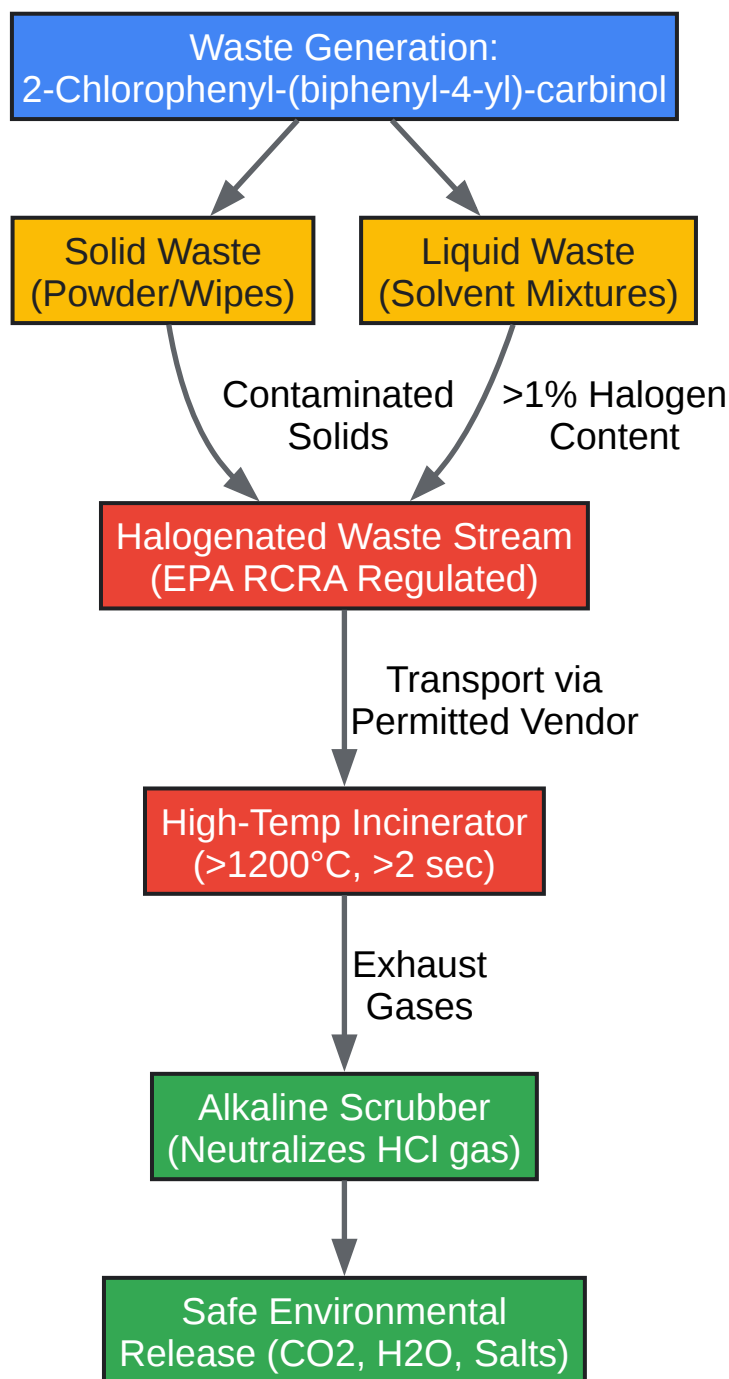 Waste Generation:
2-Chlorophenyl-(biphenyl-4-yl)-carbinol
Solid Waste
(Powder/Wipes)
Liquid Waste
(Solvent Mixtures)
Contaminated
Solids
>1% Halogen
Content
Halogenated Waste Stream
(EPA RCRA Regulated)
Transport via
Permitted Vendor
High-Temp Incinerator
(>1200°C, >2 sec)
Exhaust
Gases
Alkaline Scrubber
(Neutralizes HCl gas)
Safe Environmental
Release (CO2, H2O, Salts)